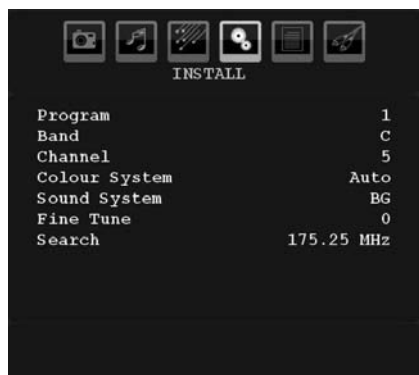 INSTALL
Program 1
Band C
Channel 5
Colour System Auto
Sound System BG
Fine Tune 0
Search 175.25 MHz